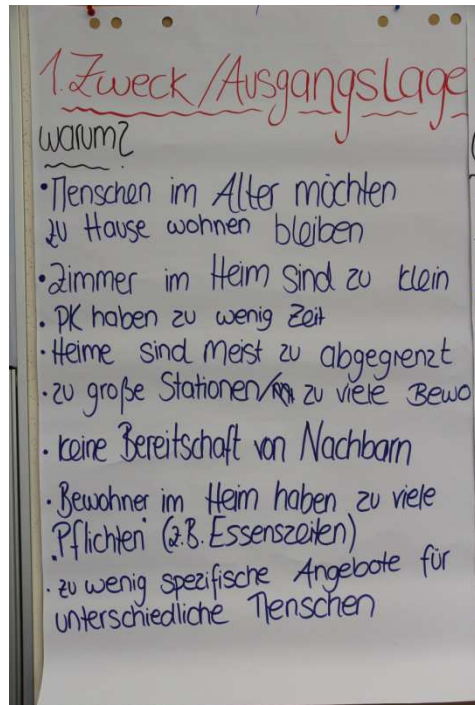 1. Zweck / Ausgangslage
warum?
• Menschen im Alter möchten
zu Hause wohnen bleiben
• Zimmer im Heim sind zu klein
• PK haben zu wenig Zeit
• Heime sind meist zu abgegrenzt
• zu große Stationen / zu viele Bewo
• keine Bereitschaft von Nachbarn
• Bewohner im Heim haben zu viele
"Pflichten" (z.B. Essenszeiten)
• zu wenig spezifische Angebote für
unterschiedliche Menschen